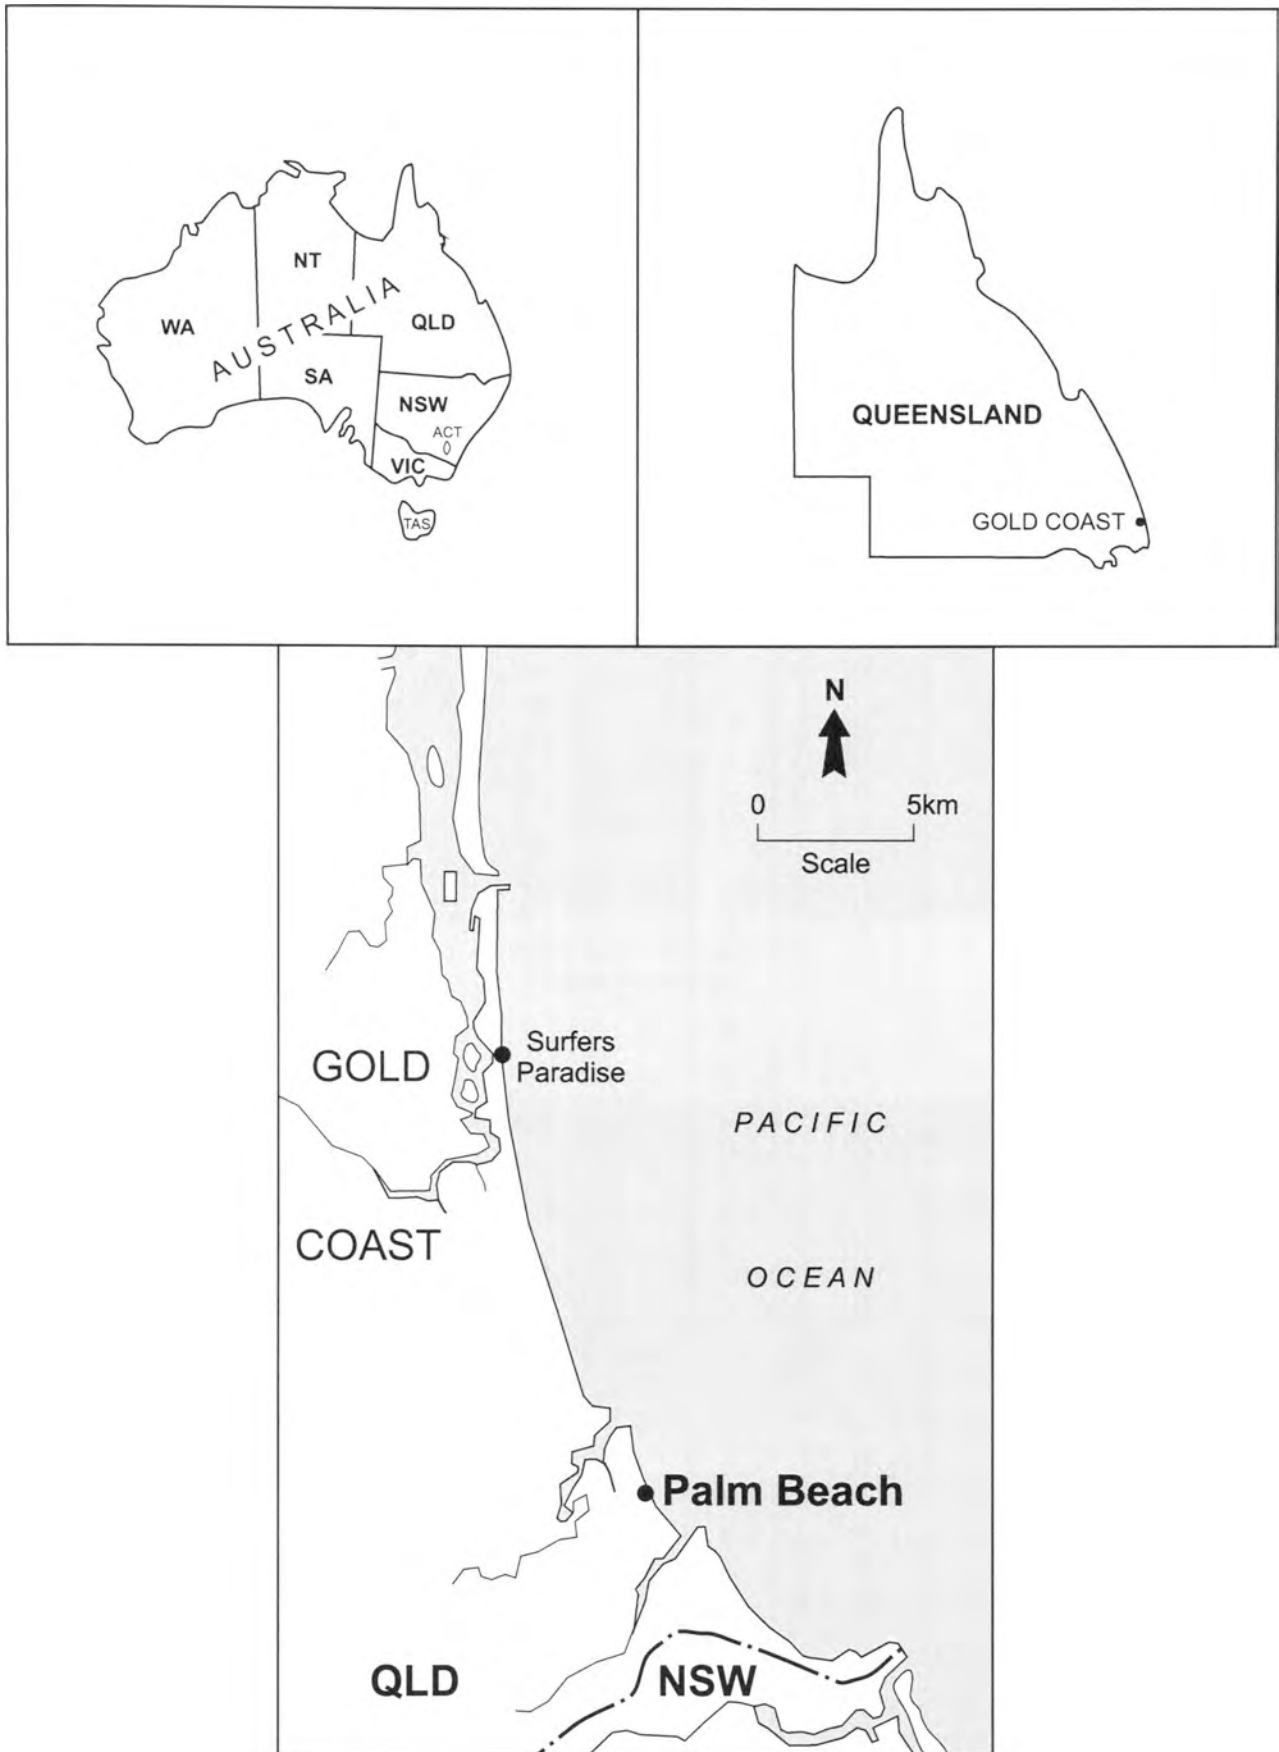 NT
WA
AUSTRALIA
QLD
SA
NSW
ACT
VIC
TAS
QUEENSLAND
GOLD COAST
N
0 5km
Scale
Surfers
Paradise
GOLD
COAST
PACIFIC
OCEAN
Palm Beach
QLD
NSW